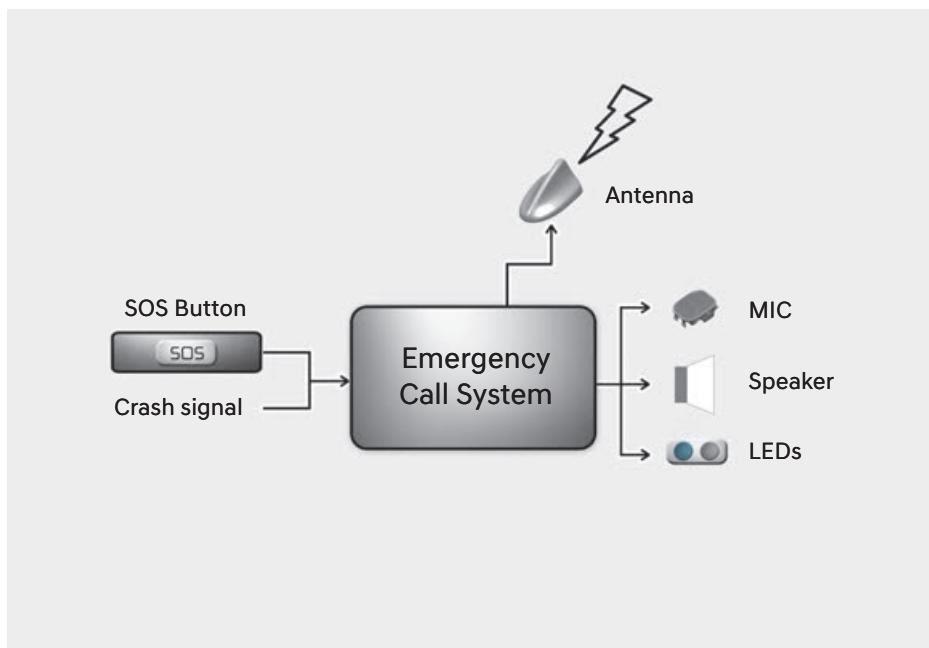 Antenna
SOS Button
SOS
Crash signal
Emergency
Call System
MIC
Speaker
LEDs